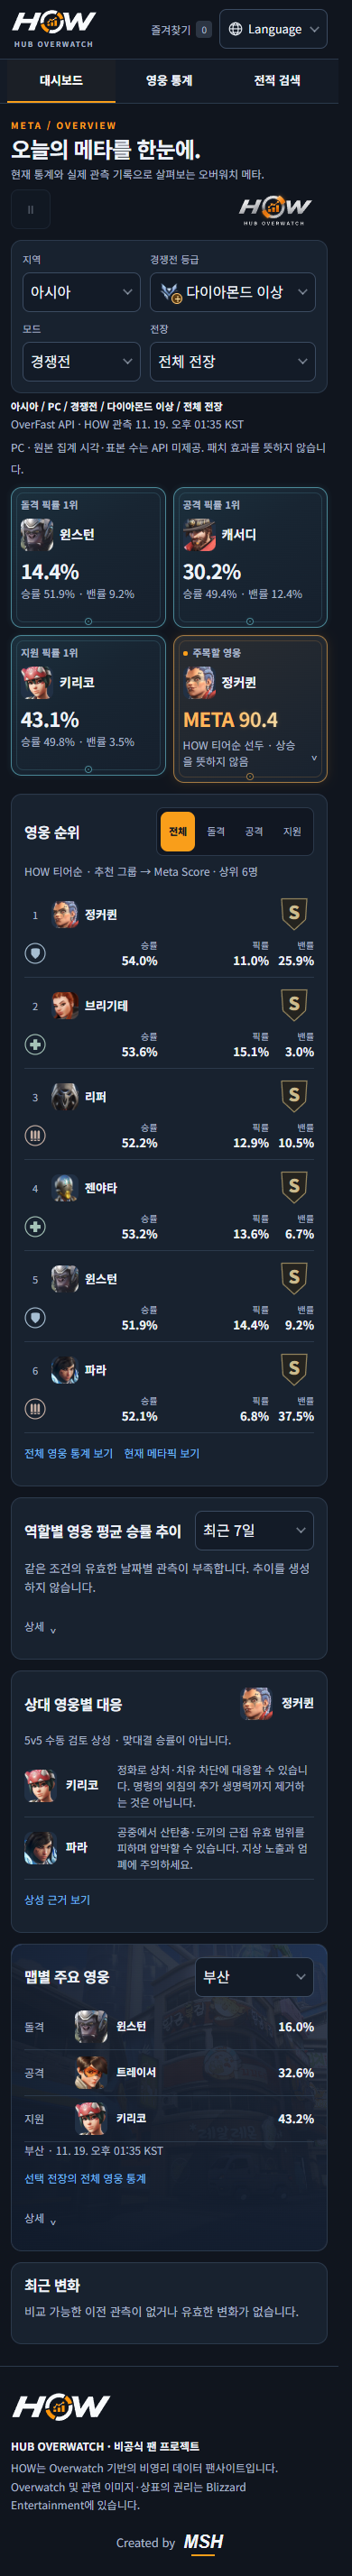 HOW
HUB OVERWATCH
즐겨찾기 0
Language
대시보드 영웅 통계 전적 검색
META / OVERVIEW
오늘의 메타를 한눈에.
현재 통계와 실제 관측 기록으로 살펴보는 오버워치 메타.
HOW
HUB OVERWATCH
지역 경쟁전 등급
아시아 다이아몬드 이상
모드 전장
경쟁전 전체 전장
아시아 / PC / 경쟁전 / 다이아몬드 이상 / 전체 전장
OverFast API · HOW 관측 11. 19. 오후 01:35 KST
PC · 원본 집계 시각·표본 수는 API 미제공. 패치 효과를 뜻하지 않습니
다.
돌격 픽률 1위
윈스턴
14.4%
승률 51.9% · 밴률 9.2%
공격 픽률 1위
캐서디
30.2%
승률 49.4% · 밴률 12.4%
지원 픽률 1위
키리코
43.1%
승률 49.8% · 밴률 3.5%
주목할 영웅
정커퀸
META 90.4
HOW 티어순 선두 · 상승
을 뜻하지 않음
영웅 순위
전체 돌격 공격 지원
HOW 티어순 · 추천 그룹 → Meta Score · 상위 6명
1 정커퀸 S
승률 픽률 밴률
54.0% 11.0% 25.9%
2 브리기테 S
승률 픽률 밴률
53.6% 15.1% 3.0%
3 리퍼 S
승률 픽률 밴률
52.2% 12.9% 10.5%
4 젠야타 S
승률 픽률 밴률
53.2% 13.6% 6.7%
5 윈스턴 S
승률 픽률 밴률
51.9% 14.4% 9.2%
6 파라 S
승률 픽률 밴률
52.1% 6.8% 37.5%
전체 영웅 통계 보기 현재 메타픽 보기
역할별 영웅 평균 승률 추이 최근 7일
같은 조건의 유효한 날짜별 관측이 부족합니다. 추이를 생성
하지 않습니다.
상세
상대 영웅별 대응 정커퀸
5v5 수동 검토 상성 · 맞대결 승률이 아닙니다.
키리코
정화로 상처·치유 차단에 대응할 수 있습니
다. 명령의 외침의 추가 생명력까지 제거하
는 것은 아닙니다.
파라
공중에서 산탄총·도끼의 근접 유효 범위를
피하며 압박할 수 있습니다. 지상 노출과 엄
폐에 주의하세요.
상성 근거 보기
맵별 주요 영웅 부산
돌격 윈스턴 16.0%
공격 트레이서 32.6%
지원 키리코 43.2%
부산 · 11. 19. 오후 01:35 KST
선택 전장의 전체 영웅 통계
상세
최근 변화
비교 가능한 이전 관측이 없거나 유효한 변화가 없습니다.
HOW
HUB OVERWATCH · 비공식 팬 프로젝트
HOW는 Overwatch 기반의 비영리 데이터 팬사이트입니다.
Overwatch 및 관련 이미지·상표의 권리는 Blizzard
Entertainment에 있습니다.
Created by MSH